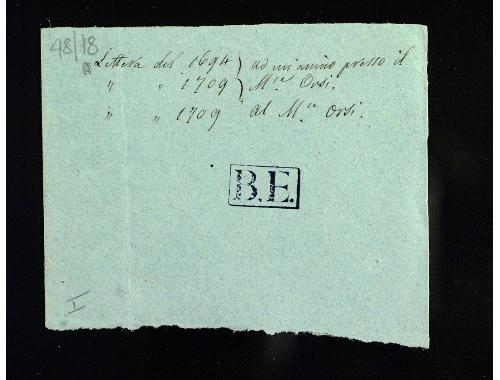 48/18
Lettera del 1694 } ad un amico presso il
" " 1709 } M.se Orsi.
" " 1709 al M.se Orsi.
B.E.
I